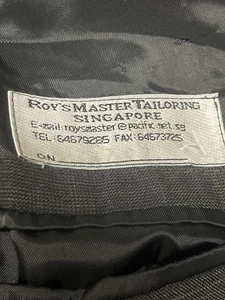 ROY'S MASTER TAILORING
SINGAPORE
E-mail:roysmaster@pacific.net.sg
TEL:64679285 FAX:64673725
ON